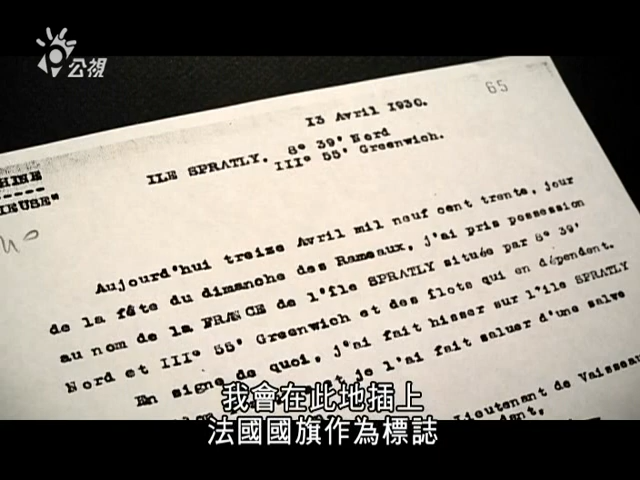 公視
65
13 Avril 1930.
ILE SPRATLY. 8° 39' Nord
III° 55' Greenwich.
HINE
IEUSE"
Aujourd'hui treize Avril mil neuf cent trente, jour
de la fête du dimanche des Rameaux, j'ai pris possession
au nom de la FRANCE de l'île SPRATLY située par 8° 39'
Nord et III° 55' Greenwich et des îlots qui en dépendent.
En signe de quoi, j'ai fait hisser sur l'île SPRATLY
et je l'ai fait saluer d'une salve
Lieutenant de Vaissea
我會在此地插上
法國國旗作為標誌